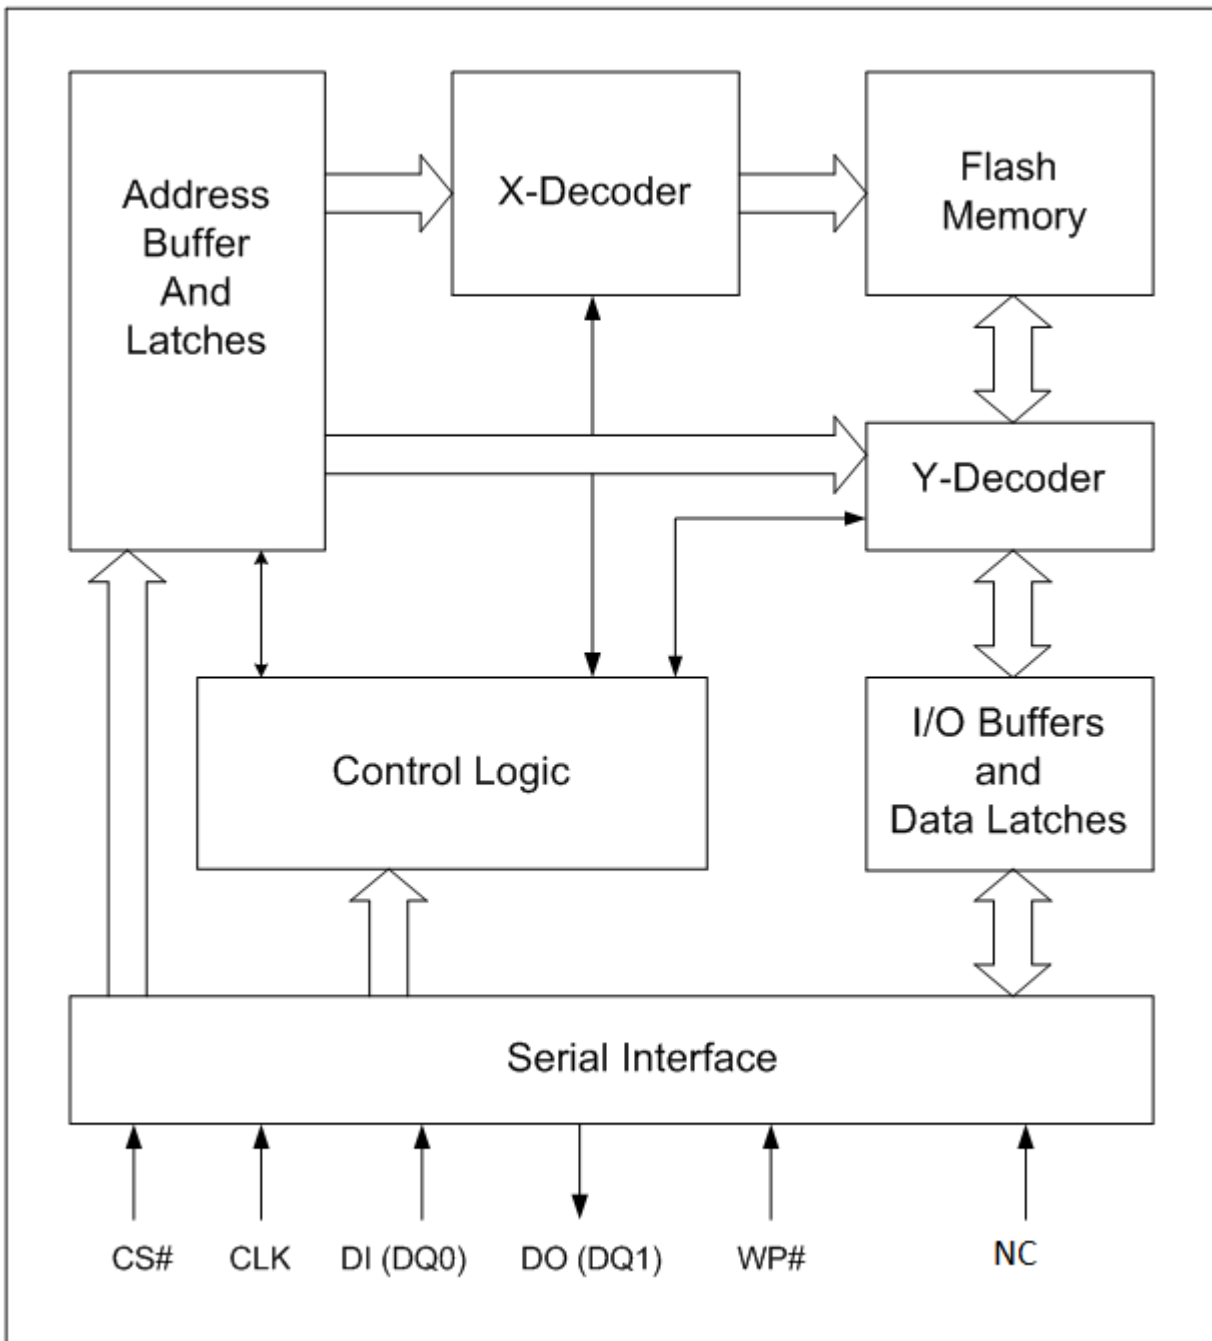 Address
Buffer
And
Latches
X-Decoder
Flash
Memory
Y-Decoder
Control Logic
I/O Buffers
and
Data Latches
Serial Interface
CS#
CLK
DI (DQ0)
DO (DQ1)
WP#
NC